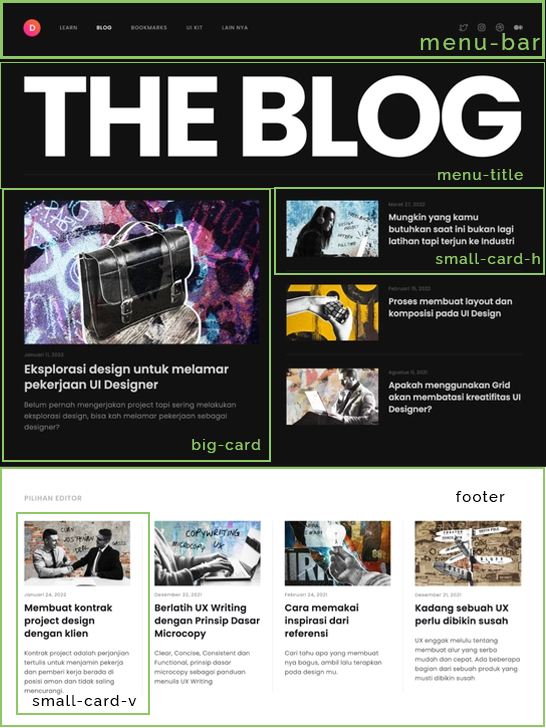 D LEARN BLOG BOOKMARKS UI KIT LAIN NYA
menu-bar
THE BLOG
menu-title
Januari 11, 2022
Eksplorasi design untuk melamar
pekerjaan UI Designer
Belum pernah mengerjakan project tapi sering melakukan
eksplorasi design, bisa kah melamar pekerjaan sebagai
designer?
big-card
Maret 27, 2022
Mungkin yang kamu
butuhkan saat ini bukan lagi
latihan tapi terjun ke Industri
small-card-h
Februari 15, 2022
Proses membuat layout dan
komposisi pada UI Design
Agustus 11, 2021
Apakah menggunakan Grid
akan membatasi kreatifitas UI
Designer?
PILIHAN EDITOR
footer
Januari 24, 2022
Membuat kontrak
project design
dengan klien
Kontrak project adalah perjanjian
tertulis untuk menjamin pekerja
dan pemberi kerja berada di
posisi aman dan tidak saling
mencurangi.
small-card-v
COPYWRITING
MICROCOPY UX
Desember 22, 2021
Berlatih UX Writing
dengan Prinsip Dasar
Microcopy
Clear, Concise, Consistent dan
Functional, prinsip dasar
microcopy sebagai panduan
menulis UX Writing
Februari 24, 2021
Cara memakai
inspirasi dari
referensi
Cari tahu apa yang membuat
nya bagus, ambil lalu terapkan
pada design mu.
Desember 21, 2021
Kadang sebuah UX
perlu dibikin susah
UX enggak melulu tentang
membuat alur yang serba
mudah dan cepat. Ada beberapa
bagian dari sebuah produk yang
musti dibikin susah